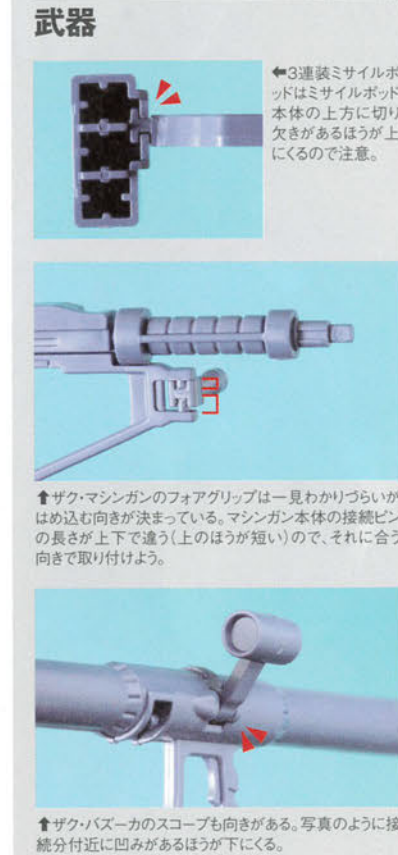 武器
⬅3連装ミサイルポ
ッドはミサイルポッド
本体の上方に切り
欠きがあるほうが上
にくるので注意。
⬆ザク・マシンガンのフォアグリップは一見わかりづらいが
はめ込む向きが決まっている。マシンガン本体の接続ピン
の長さが上下で違う(上のほうが短い)ので、それに合う
向きで取り付けよう。
⬆ザク・バズーカのスコープも向きがある。写真のように接
続分付近に凹みがあるほうが下にくる。